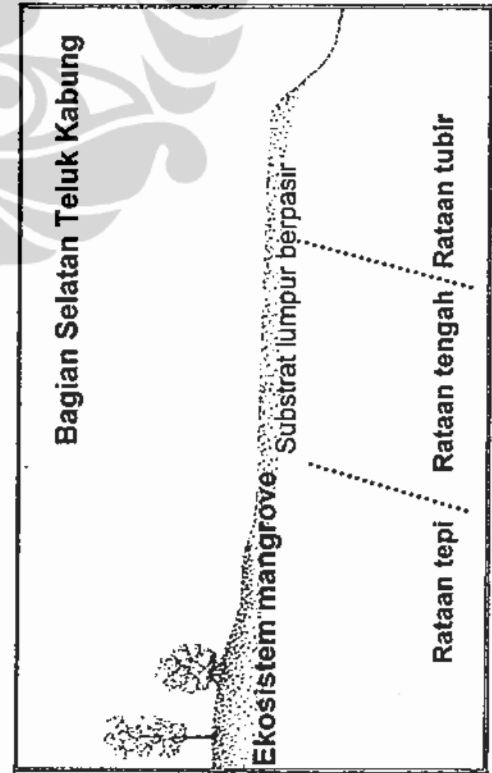 Bagian Selatan Teluk Kabung
Ekosistem mangrove
Substrat lumpur berpasir
Rataan tepi
Rataan tengah
Rataan tubir